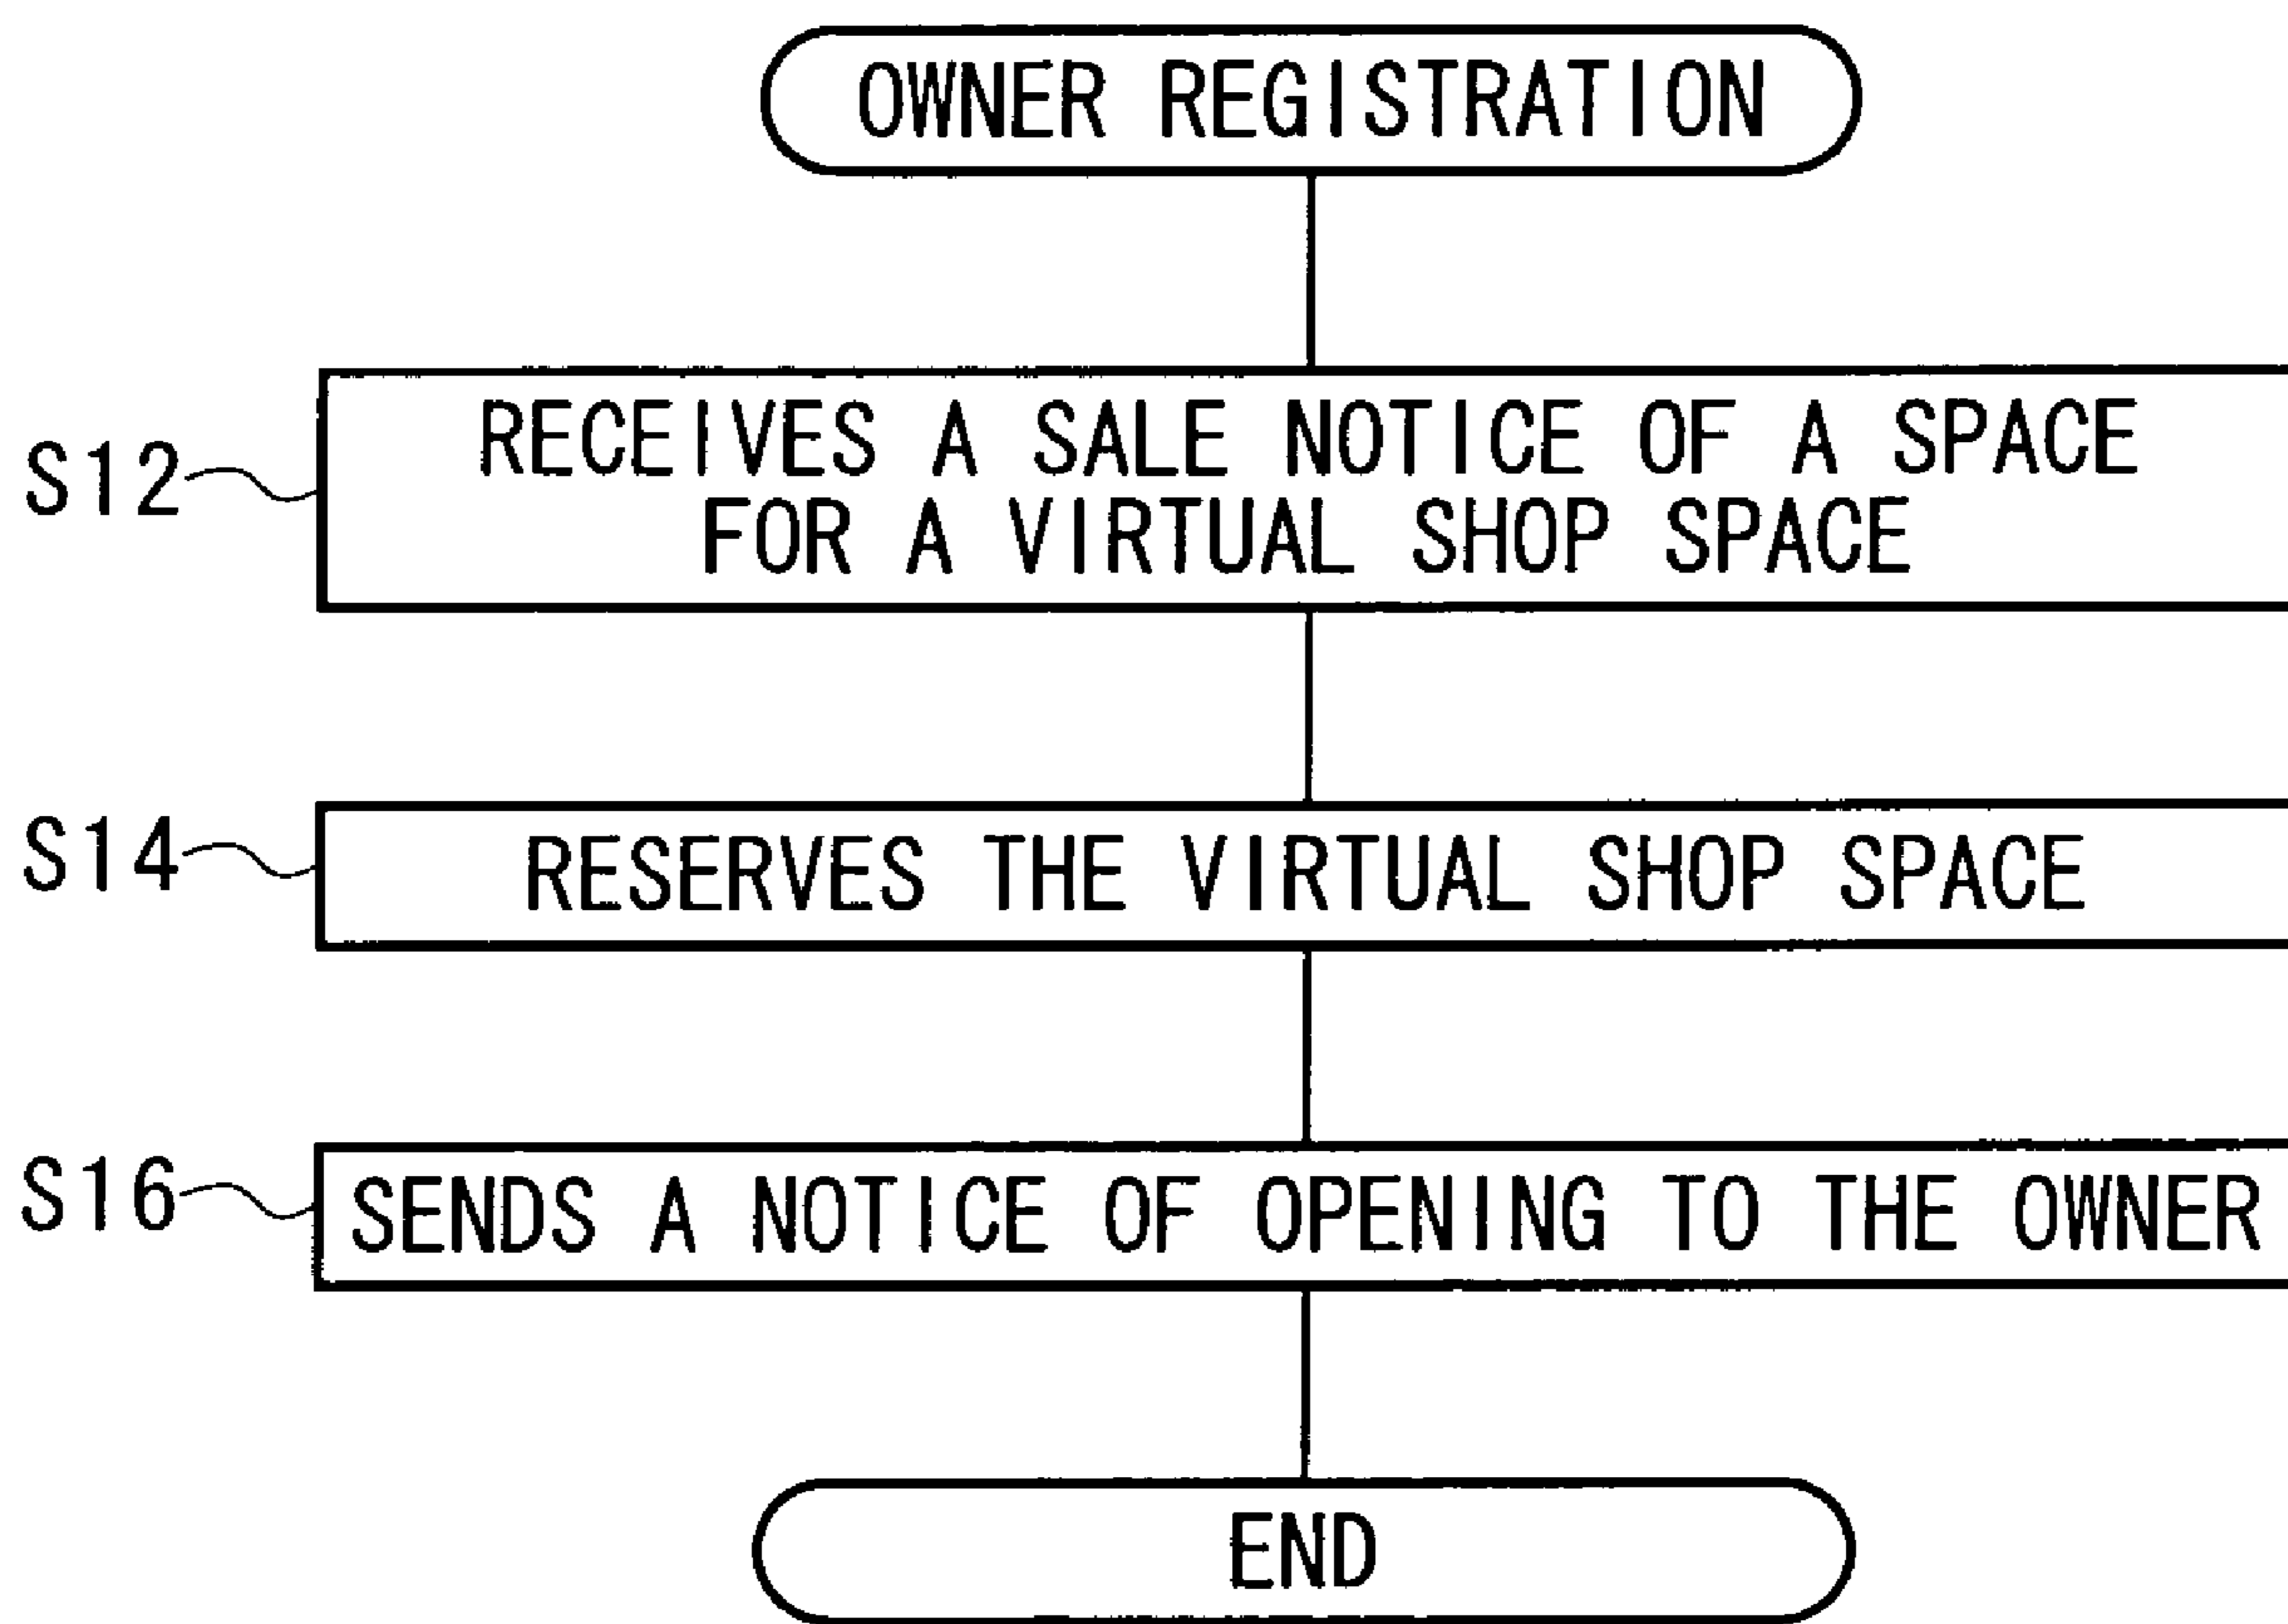 OWNER REGISTRATION
S12
RECEIVES A SALE NOTICE OF A SPACE
FOR A VIRTUAL SHOP SPACE
S14
RESERVES THE VIRTUAL SHOP SPACE
S16
SENDS A NOTICE OF OPENING TO THE OWNER
END